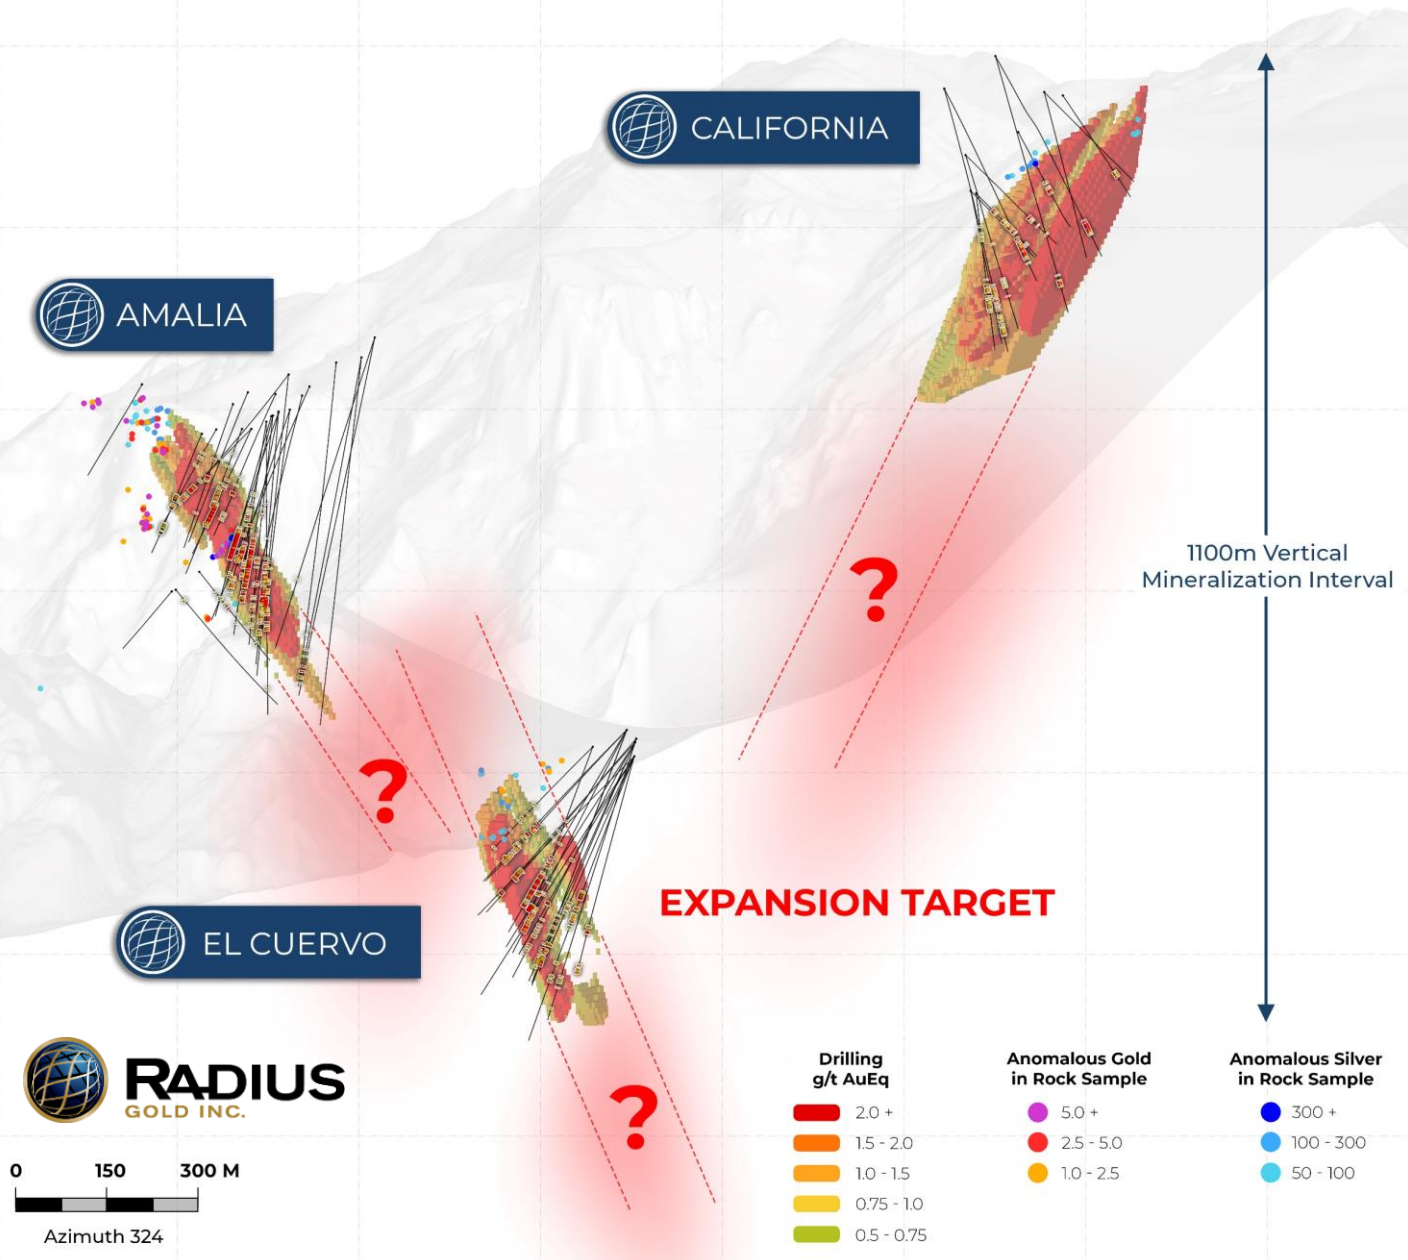 CALIFORNIA
AMALIA
1100m Vertical
Mineralization Interval
?
?
EXPANSION TARGET
EL CUERVO
?
RADIUS
GOLD INC.
0 150 300 M
Azimuth 324
Drilling
g/t AuEq
2.0 +
1.5 - 2.0
1.0 - 1.5
0.75 - 1.0
0.5 - 0.75
Anomalous Gold
in Rock Sample
5.0 +
2.5 - 5.0
1.0 - 2.5
Anomalous Silver
in Rock Sample
300 +
100 - 300
50 - 100